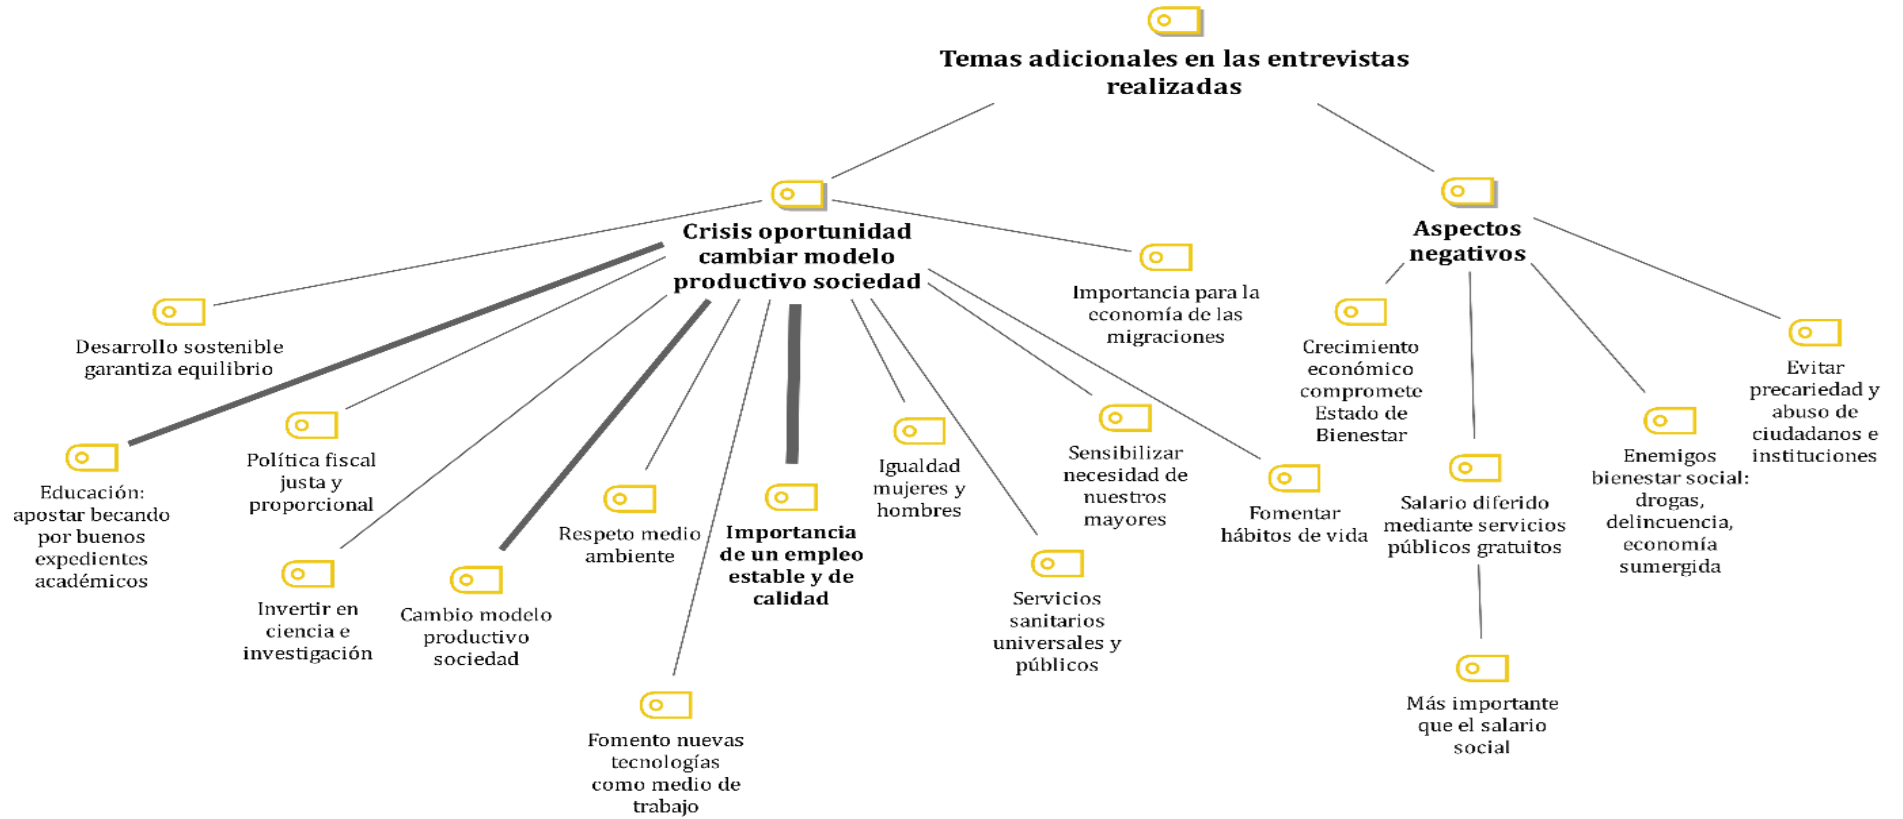 Temas adicionales en las entrevistas
realizadas
Crisis oportunidad
cambiar modelo
productivo sociedad
Aspectos
negativos
Desarrollo sostenible
garantiza equilibrio
Educación:
apostar becando
por buenos
expedientes
académicos
Política fiscal
justa y
proporcional
Invertir en
ciencia e
investigación
Cambio modelo
productivo
sociedad
Respeto medio
ambiente
Fomento nuevas
tecnologías
como medio de
trabajo
Importancia
de un empleo
estable y de
calidad
Igualdad
mujeres y
hombres
Servicios
sanitarios
universales y
públicos
Sensibilizar
necesidad de
nuestros
mayores
Fomentar
hábitos de vida
Importancia para la
economía de las
migraciones
Crecimiento
económico
compromete
Estado de
Bienestar
Salario diferido
mediante servicios
públicos gratuitos
Más importante
que el salario
social
Enemigos
bienestar social:
drogas,
delincuencia,
economía
sumergida
Evitar
precariedad y
abuso de
ciudadanos e
instituciones